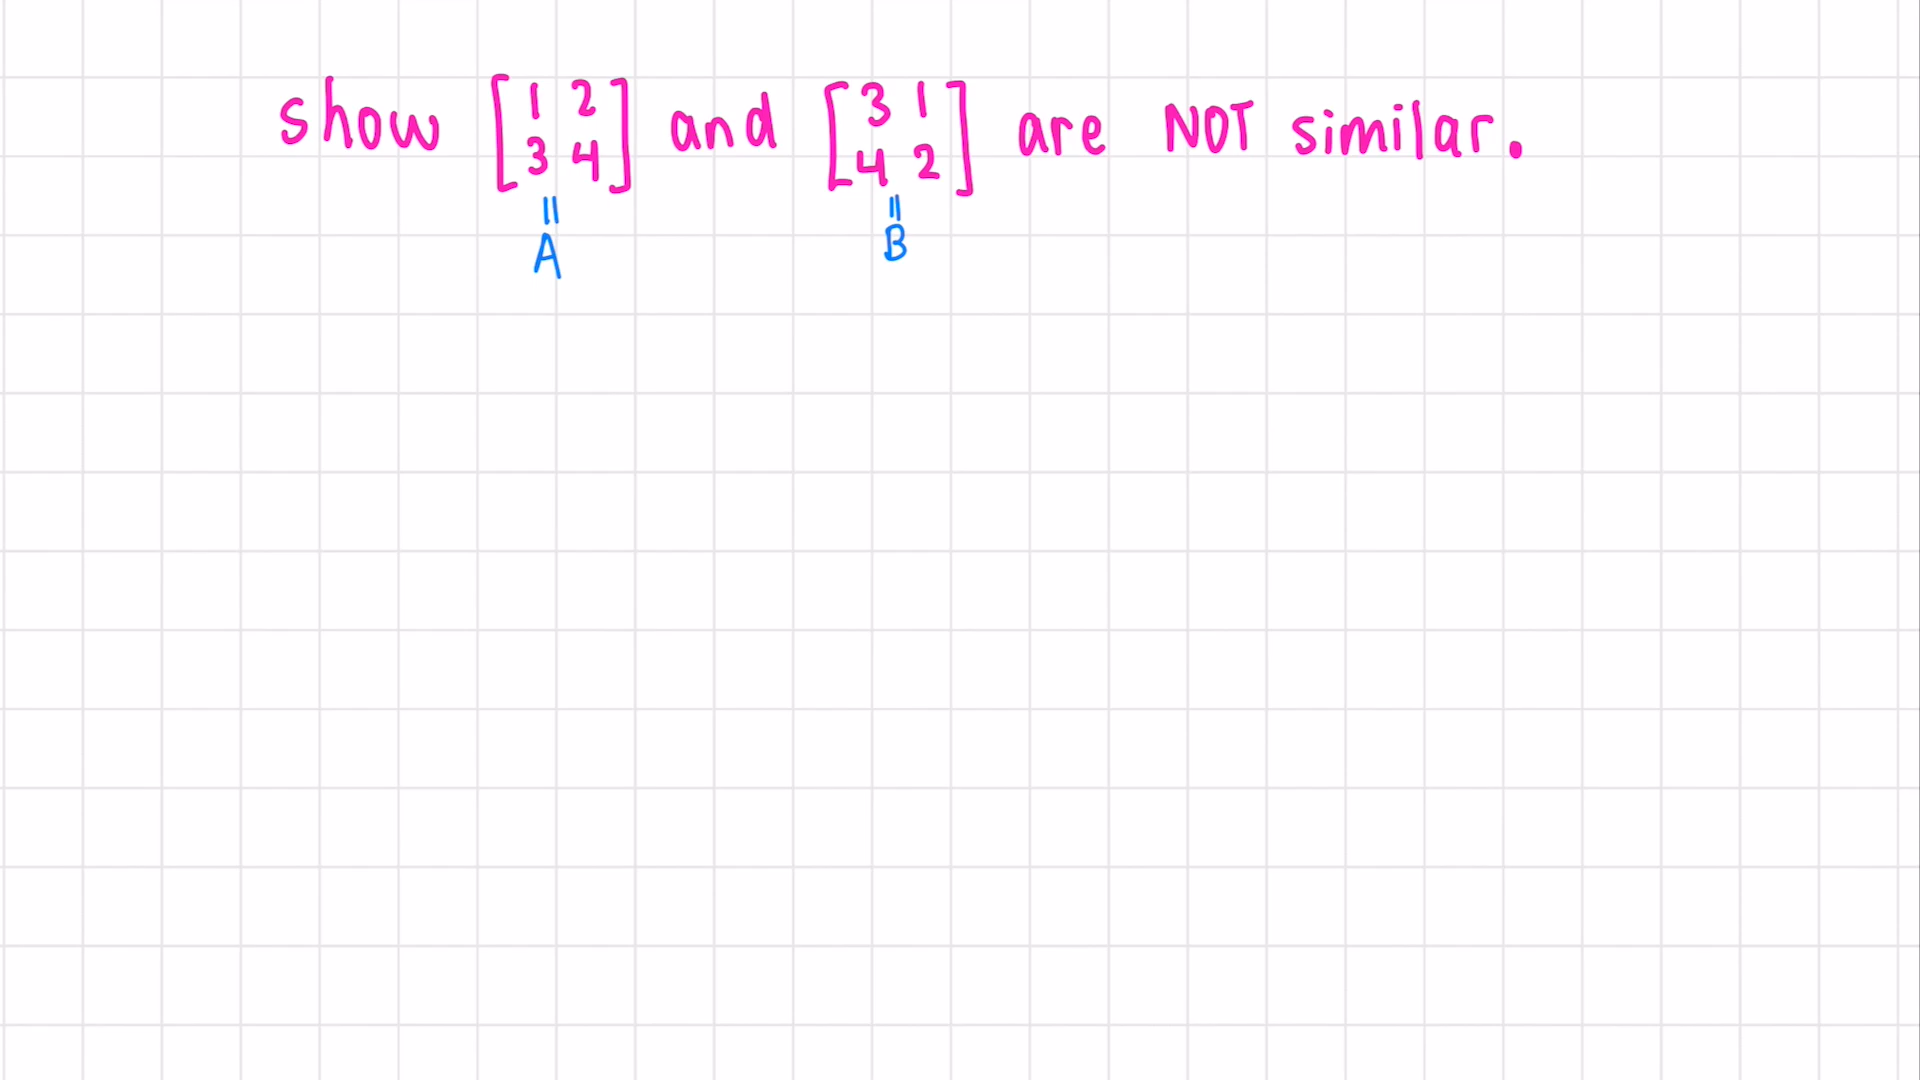 show [1 2 3 4] and [3 1 4 2] are NOT similar.
= =
A B